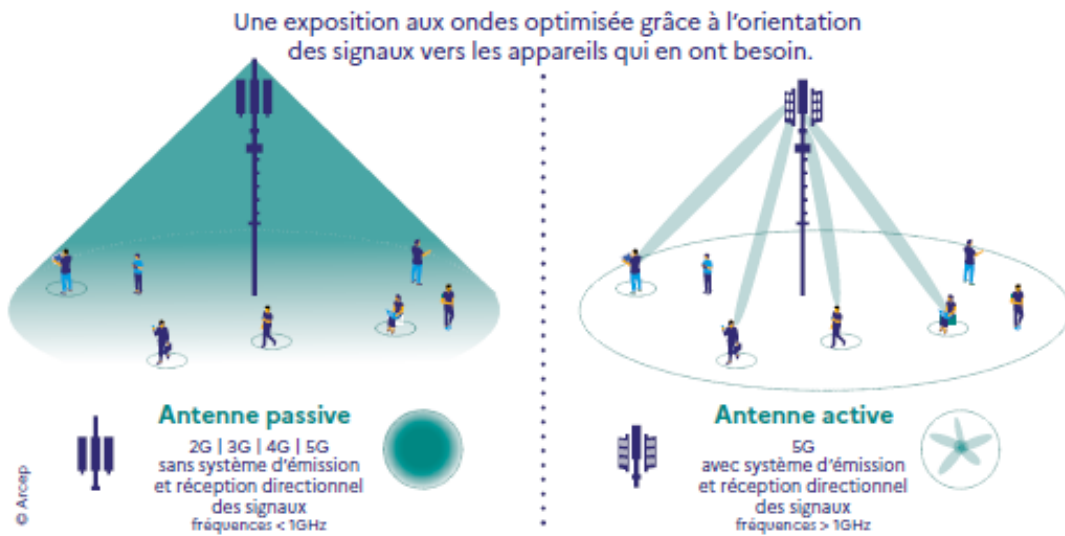 Une exposition aux ondes optimisée grâce à l'orientation
des signaux vers les appareils qui en ont besoin.
Antenne passive
2G | 3G | 4G | 5G
sans système d'émission
et réception directionnel
des signaux
fréquences < 1GHz
Antenne active
5G
avec système d'émission
et réception directionnel
des signaux
fréquences > 1GHz
© Arcep